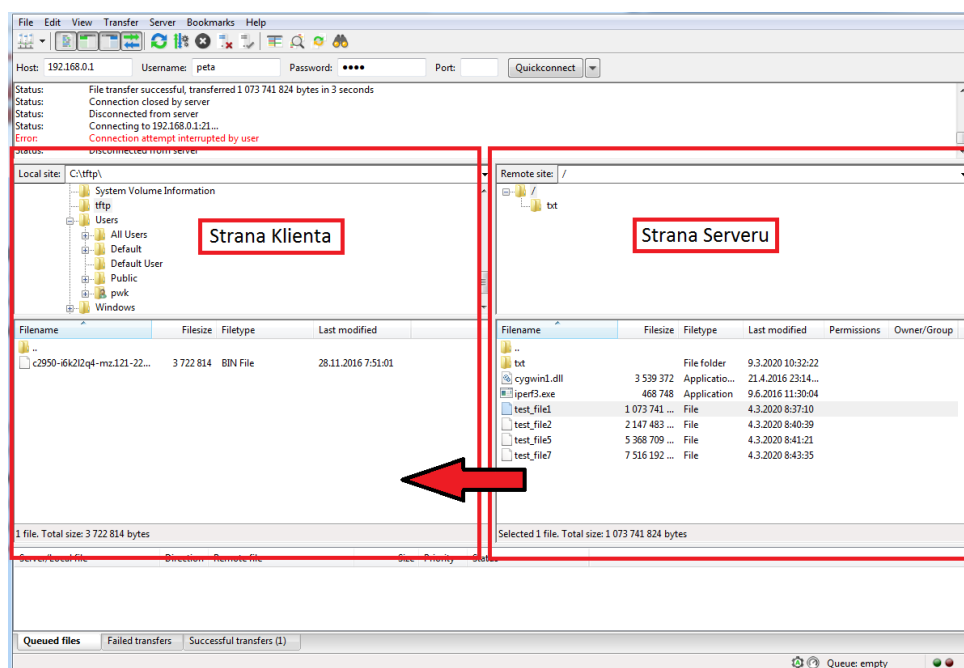 File Edit View Transfer Server Bookmarks Help
Host: 192.168.0.1 Username: peta Password: •••• Port: Quickconnect
Status: File transfer successful, transferred 1 073 741 824 bytes in 3 seconds
Status: Connection closed by server
Status: Disconnected from server
Status: Connecting to 192.168.0.1:21...
Error: Connection attempt interrupted by user
Status: Disconnected from server
Local site: C:\tftp\
System Volume Information
tftp
Users
All Users
Default
Default User
Public
pwk
Windows
Strana Klienta
Remote site: /
/
txt
Strana Serveru
Filename Filesize Filetype Last modified
..
c2950-i6k2l2q4-mz.121-22... 3 722 814 BIN File 28.11.2016 7:51:01
1 file. Total size: 3 722 814 bytes
Filename Filesize Filetype Last modified Permissions Owner/Group
..
txt File folder 9.3.2020 10:32:22
cygwin1.dll 3 539 372 Applicatio... 21.4.2016 23:14...
iperf3.exe 468 748 Application 9.6.2016 11:30:04
test_file1 1 073 741 ... File 4.3.2020 8:37:10
test_file2 2 147 483 ... File 4.3.2020 8:40:39
test_file5 5 368 709 ... File 4.3.2020 8:41:21
test_file7 7 516 192 ... File 4.3.2020 8:43:35
Selected 1 file. Total size: 1 073 741 824 bytes
Server/Local file Direction Remote file Size Priority Status
Queued files Failed transfers Successful transfers (1)
Queue: empty